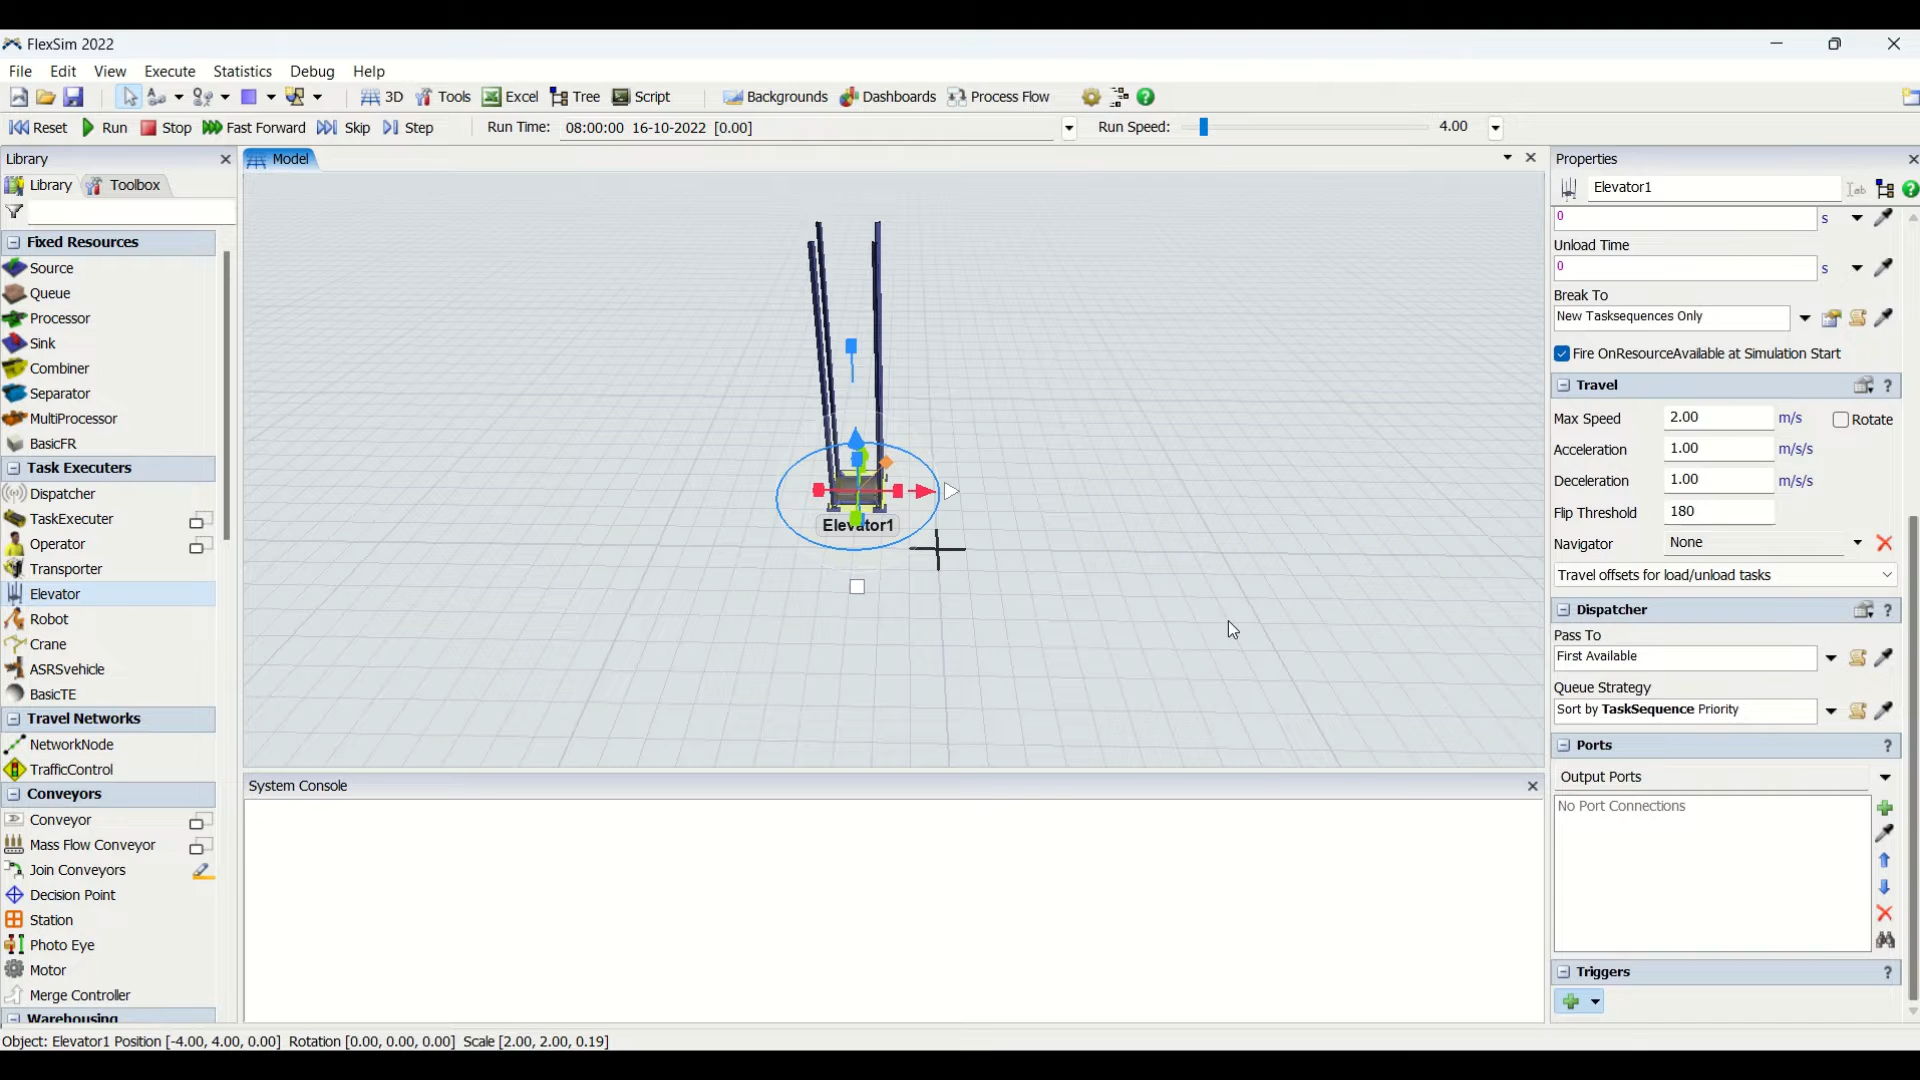 FlexSim 2022
File Edit View Execute Statistics Debug Help
3D Tools Excel Tree Script Backgrounds Dashboards Process Flow
Reset Run Stop Fast Forward Skip Step Run Time: 08:00:00 16-10-2022 [0.00] Run Speed: 4.00
Library
Library Toolbox
Fixed Resources
Source
Queue
Processor
Sink
Combiner
Separator
MultiProcessor
BasicFR
Task Executers
Dispatcher
TaskExecuter
Operator
Transporter
Elevator
Robot
Crane
ASRSvehicle
BasicTE
Travel Networks
NetworkNode
TrafficControl
Conveyors
Conveyor
Mass Flow Conveyor
Join Conveyors
Decision Point
Station
Photo Eye
Motor
Merge Controller
Warehousing
Model
Elevator1
System Console
Properties
Elevator1
0 s
Unload Time
0 s
Break To
New Tasksequences Only
Fire OnResourceAvailable at Simulation Start
Travel
Max Speed 2.00 m/s Rotate
Acceleration 1.00 m/s/s
Deceleration 1.00 m/s/s
Flip Threshold 180
Navigator None
Travel offsets for load/unload tasks
Dispatcher
Pass To
First Available
Queue Strategy
Sort by TaskSequence Priority
Ports
Output Ports
No Port Connections
Triggers
Object: Elevator1 Position [-4.00, 4.00, 0.00] Rotation [0.00, 0.00, 0.00] Scale [2.00, 2.00, 0.19]